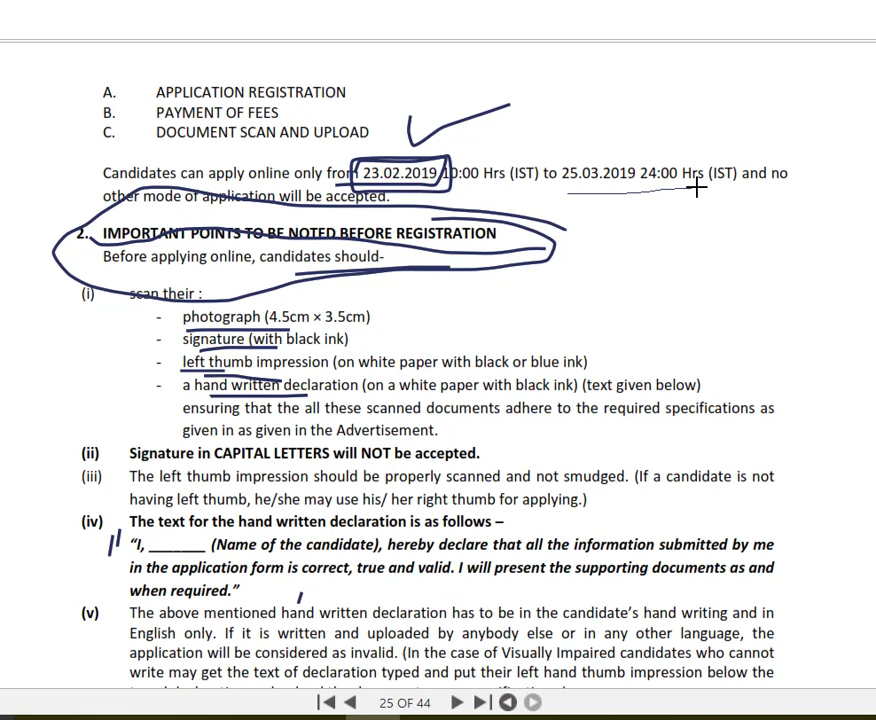 A. APPLICATION REGISTRATION
B. PAYMENT OF FEES
C. DOCUMENT SCAN AND UPLOAD
Candidates can apply online only from 23.02.2019 10:00 Hrs (IST) to 25.03.2019 24:00 Hrs (IST) and no
other mode of application will be accepted.
2. IMPORTANT POINTS TO BE NOTED BEFORE REGISTRATION
Before applying online, candidates should-
(i) scan their :
- photograph (4.5cm × 3.5cm)
- signature (with black ink)
- left thumb impression (on white paper with black or blue ink)
- a hand written declaration (on a white paper with black ink) (text given below)
ensuring that the all these scanned documents adhere to the required specifications as
given in as given in the Advertisement.
(ii) Signature in CAPITAL LETTERS will NOT be accepted.
(iii) The left thumb impression should be properly scanned and not smudged. (If a candidate is not
having left thumb, he/she may use his/ her right thumb for applying.)
(iv) The text for the hand written declaration is as follows –
“I, _______ (Name of the candidate), hereby declare that all the information submitted by me
in the application form is correct, true and valid. I will present the supporting documents as and
when required.”
(v) The above mentioned hand written declaration has to be in the candidate’s hand writing and in
English only. If it is written and uploaded by anybody else or in any other language, the
application will be considered as invalid. (In the case of Visually Impaired candidates who cannot
write may get the text of declaration typed and put their left hand thumb impression below the
25 OF 44